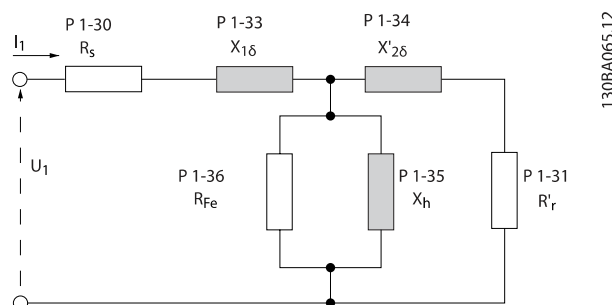 P 1-30
Rs
P 1-33
X1δ
P 1-34
X'2δ
I1
U1
P 1-36
RFe
P 1-35
Xh
P 1-31
R'r
130BA065.12